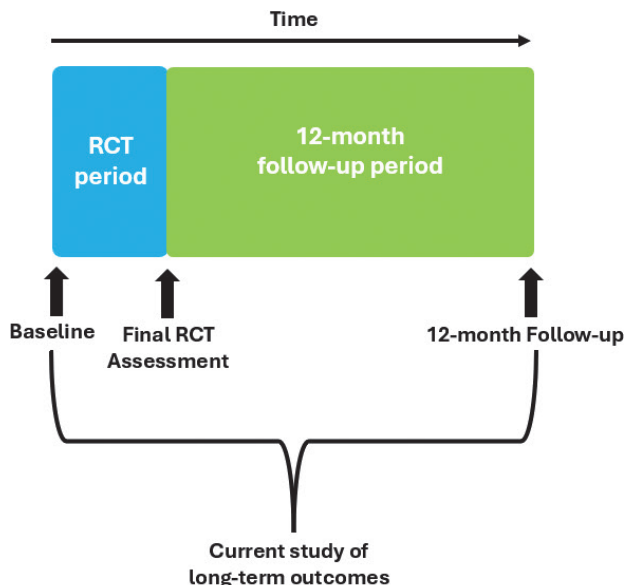 Time
RCT
period
12-month
follow-up period
Baseline
Final RCT
Assessment
12-month Follow-up
Current study of
long-term outcomes